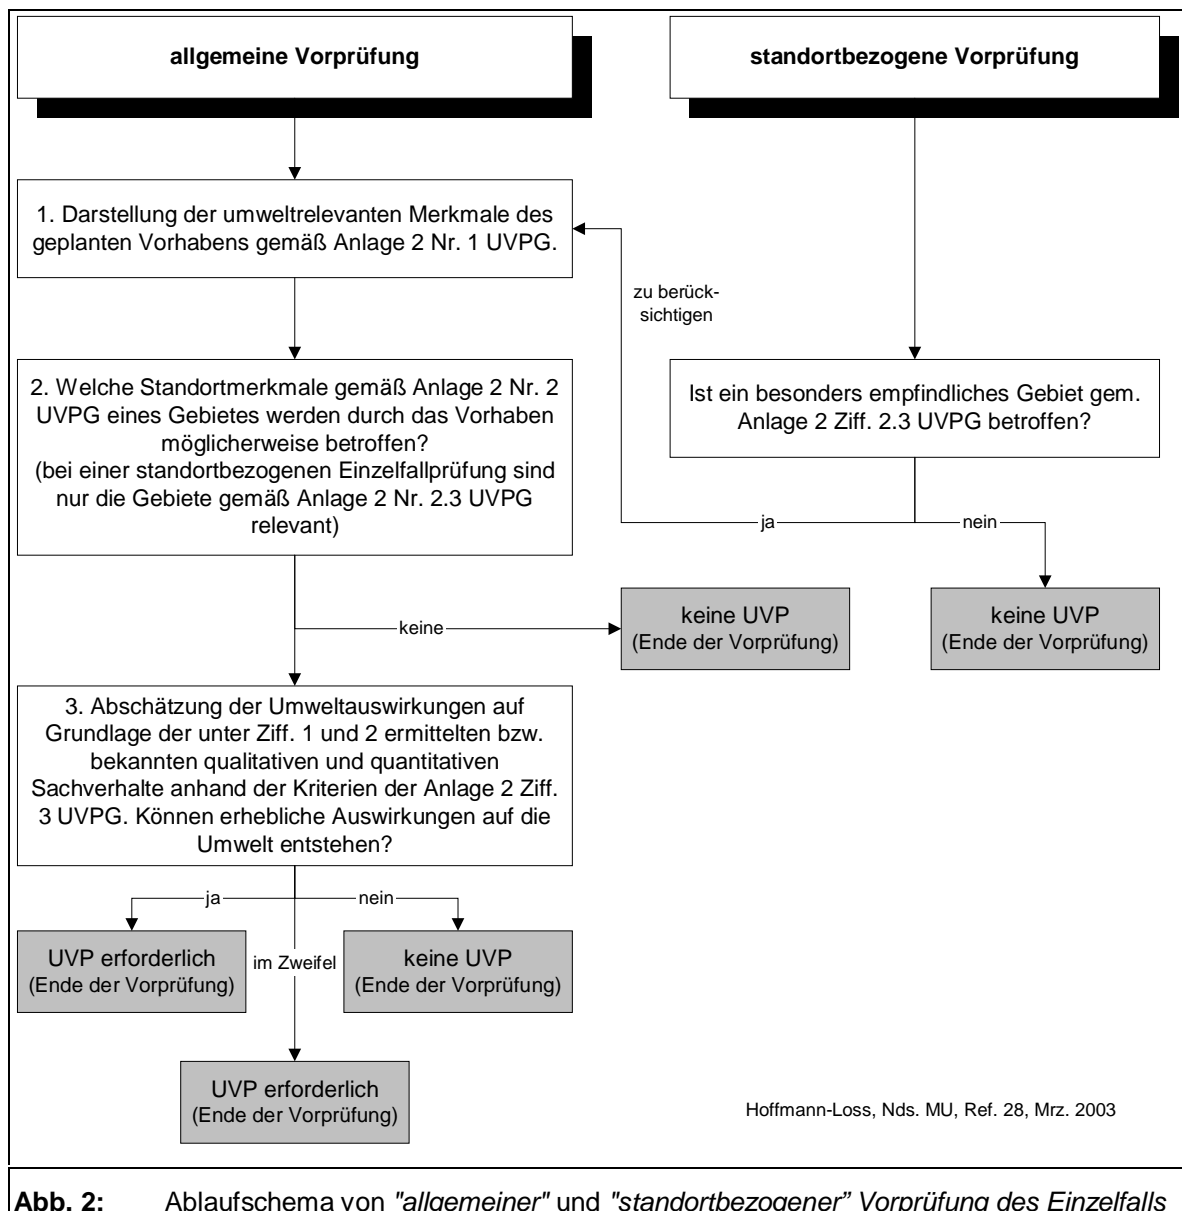 allgemeine Vorprüfung
standortbezogene Vorprüfung
1. Darstellung der umweltrelevanten Merkmale des
geplanten Vorhabens gemäß Anlage 2 Nr. 1 UVPG.
zu berück-
sichtigen
2. Welche Standortmerkmale gemäß Anlage 2 Nr. 2
UVPG eines Gebietes werden durch das Vorhaben
möglicherweise betroffen?
(bei einer standortbezogenen Einzelfallprüfung sind
nur die Gebiete gemäß Anlage 2 Nr. 2.3 UVPG
relevant)
Ist ein besonders empfindliches Gebiet gem.
Anlage 2 Ziff. 2.3 UVPG betroffen?
ja
nein
keine
keine UVP
(Ende der Vorprüfung)
keine UVP
(Ende der Vorprüfung)
3. Abschätzung der Umweltauswirkungen auf
Grundlage der unter Ziff. 1 und 2 ermittelten bzw.
bekannten qualitativen und quantitativen
Sachverhalte anhand der Kriterien der Anlage 2 Ziff.
3 UVPG. Können erhebliche Auswirkungen auf die
Umwelt entstehen?
ja
nein
UVP erforderlich
(Ende der Vorprüfung)
im Zweifel
keine UVP
(Ende der Vorprüfung)
UVP erforderlich
(Ende der Vorprüfung)
Hoffmann-Loss, Nds. MU, Ref. 28, Mrz. 2003
Abb. 2: Ablaufschema von "allgemeiner" und "standortbezogener” Vorprüfung des Einzelfalls